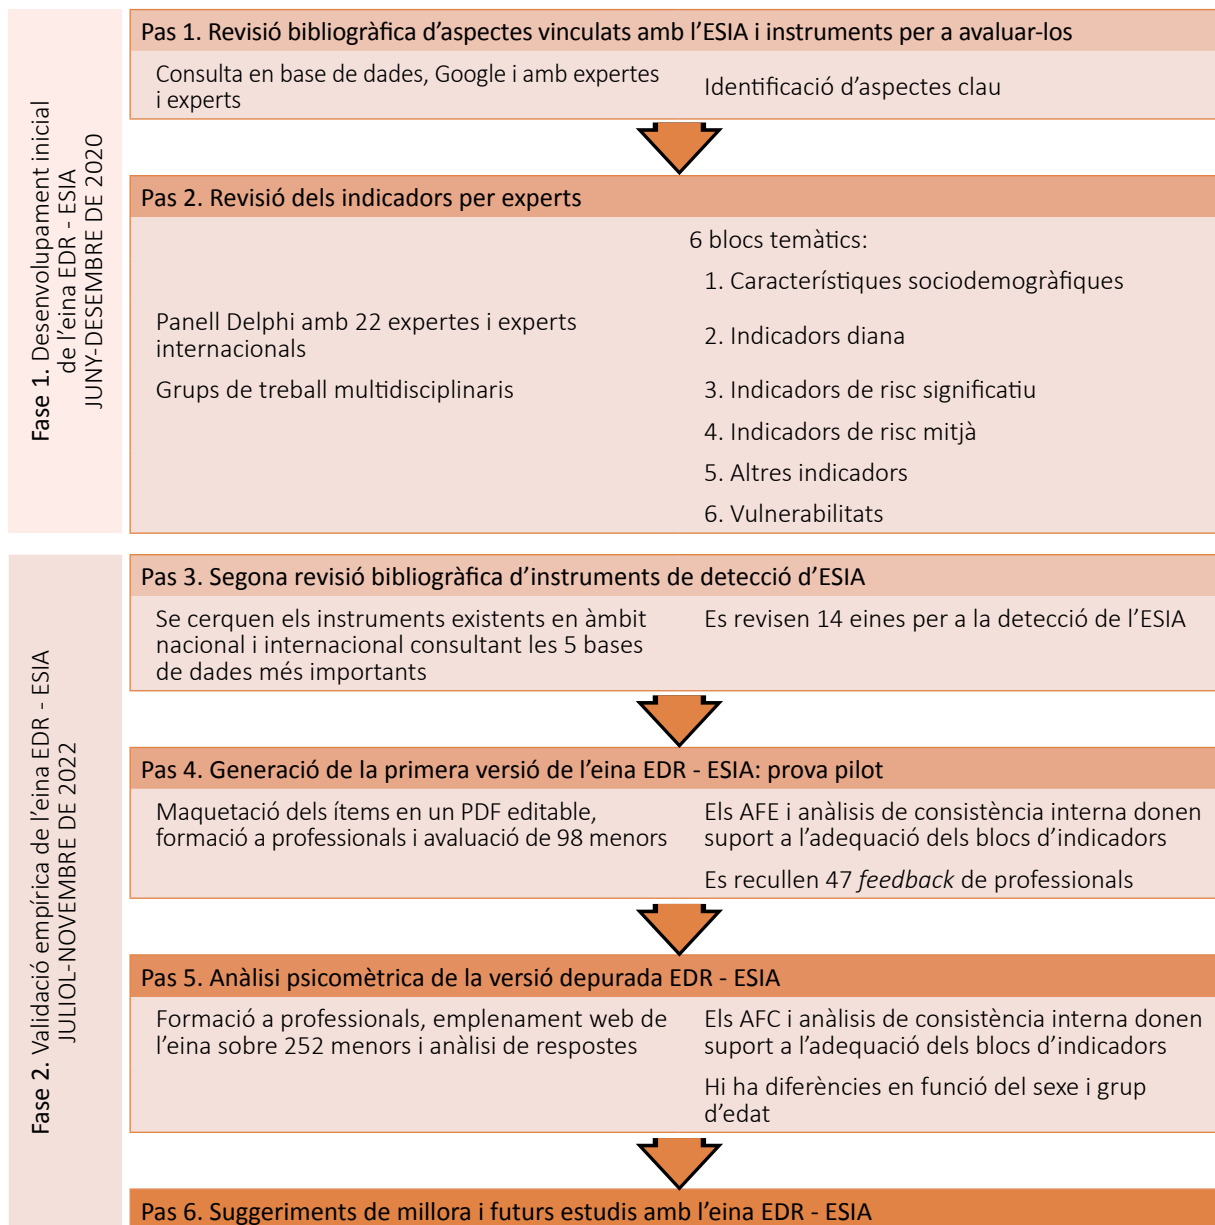 Fase 1. Desenvolupament inicial
de l’eina EDR - ESIA
JUNY-DESEMBRE DE 2020
Pas 1. Revisió bibliogràfica d’aspectes vinculats amb l’ESIA i instruments per a avaluar-los
Consulta en base de dades, Google i amb expertes
i experts
Identificació d’aspectes clau
Pas 2. Revisió dels indicadors per experts
Panell Delphi amb 22 expertes i experts
internacionals
Grups de treball multidisciplinaris
6 blocs temàtics:
1. Característiques sociodemogràfiques
2. Indicadors diana
3. Indicadors de risc significatiu
4. Indicadors de risc mitjà
5. Altres indicadors
6. Vulnerabilitats
Fase 2. Validació empírica de l’eina EDR - ESIA
JULIOL-NOVEMBRE DE 2022
Pas 3. Segona revisió bibliogràfica d’instruments de detecció d’ESIA
Se cerquen els instruments existents en àmbit
nacional i internacional consultant les 5 bases
de dades més importants
Es revisen 14 eines per a la detecció de l’ESIA
Pas 4. Generació de la primera versió de l’eina EDR - ESIA: prova pilot
Maquetació dels ítems en un PDF editable,
formació a professionals i avaluació de 98 menors
Els AFE i anàlisis de consistència interna donen
suport a l’adequació dels blocs d’indicadors
Es recullen 47 feedback de professionals
Pas 5. Anàlisi psicomètrica de la versió depurada EDR - ESIA
Formació a professionals, emplenament web de
l’eina sobre 252 menors i anàlisi de respostes
Els AFC i anàlisis de consistència interna donen
suport a l’adequació dels blocs d’indicadors
Hi ha diferències en funció del sexe i grup
d’edat
Pas 6. Suggeriments de millora i futurs estudis amb l’eina EDR - ESIA